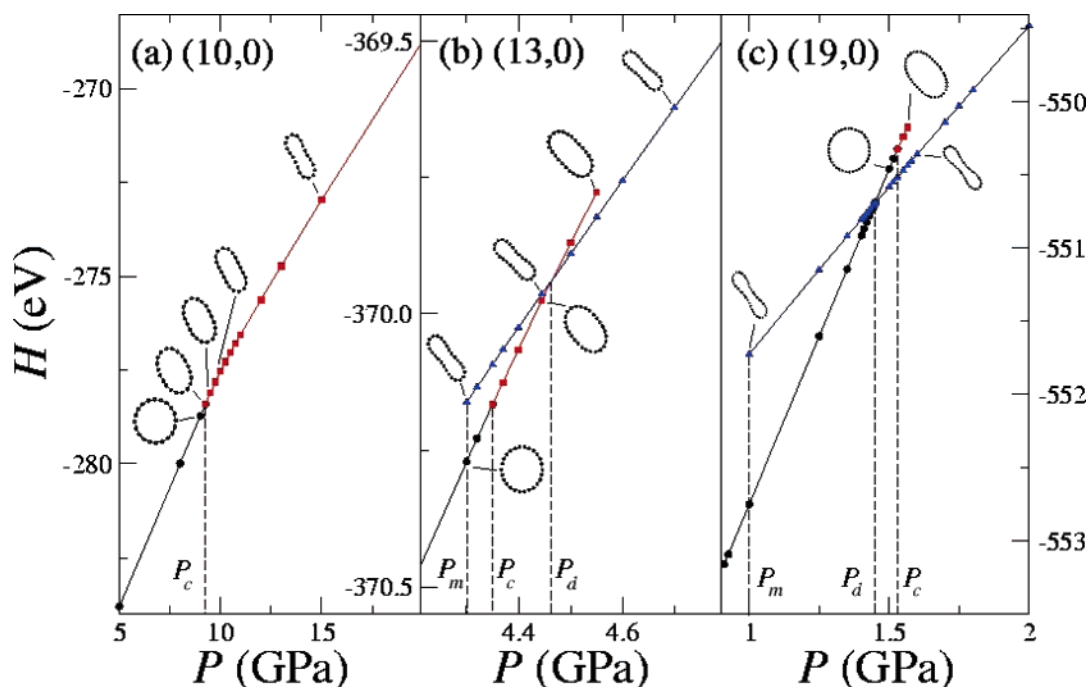 (a) (10,0)
-270
-275
-280
H (eV)
P_c
5 10 15
P (GPa)
(b) (13,0)
-369.5
-370.0
-370.5
P_m P_c P_d
4.4 4.6
P (GPa)
(c) (19,0)
-550
-551
-552
-553
P_m P_d P_c
1 1.5 2
P (GPa)